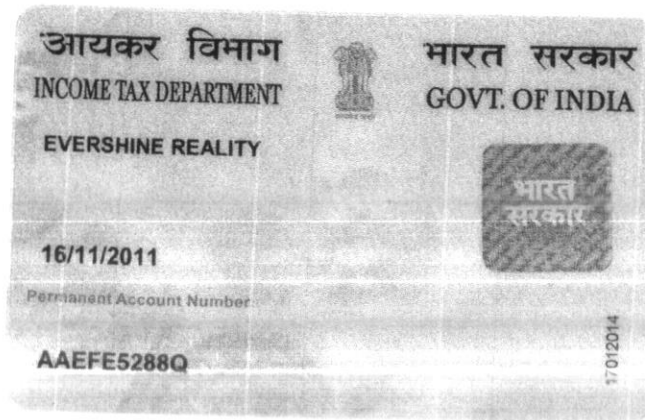 आयकर विभाग
INCOME TAX DEPARTMENT
भारत सरकार
GOVT. OF INDIA
EVERSHINE REALITY
भारत
सरकार
16/11/2011
Permanent Account Number
AAEFE5288Q
17012014